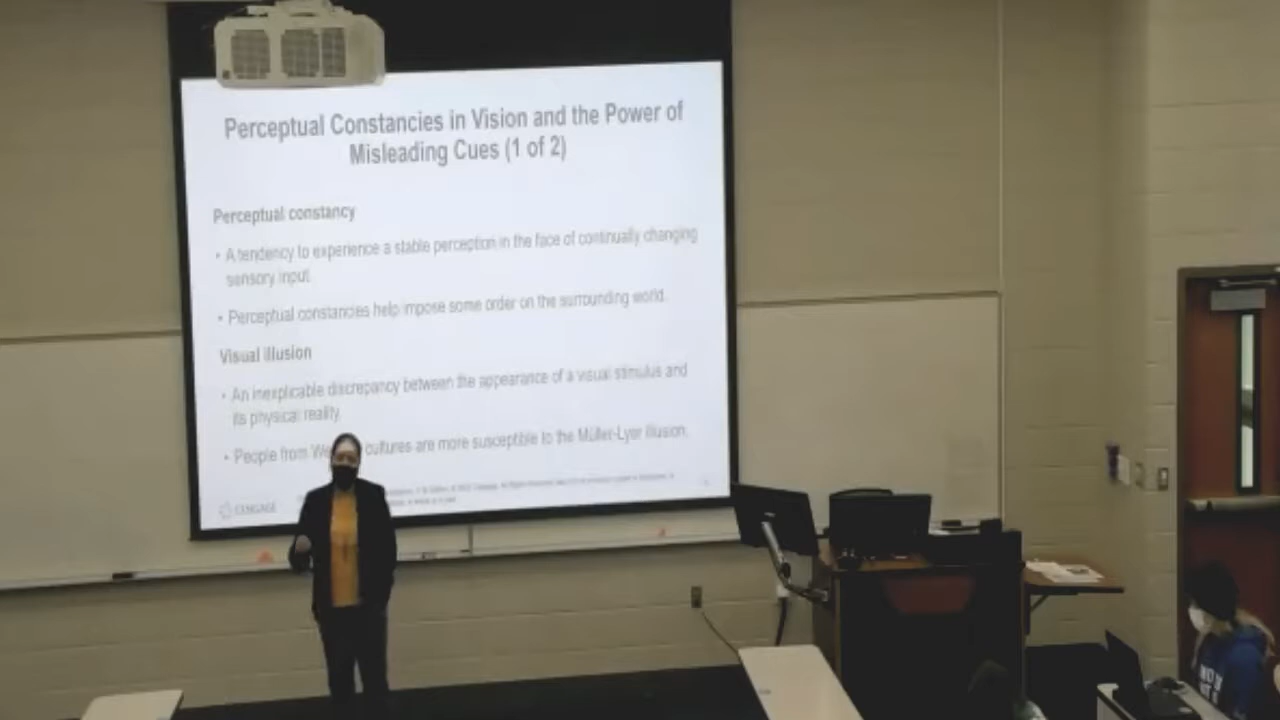 Perceptual Constancies in Vision and the Power of
Misleading Cues (1 of 2)
Perceptual constancy
• A tendency to experience a stable perception in the face of continually changing
sensory input.
• Perceptual constancies help impose some order on the surrounding world.
Visual illusion
• An inexplicable discrepancy between the appearance of a visual stimulus and
its physical reality.
• People from cultures are more susceptible to the Müller-Lyer illusion.
CENGAGE